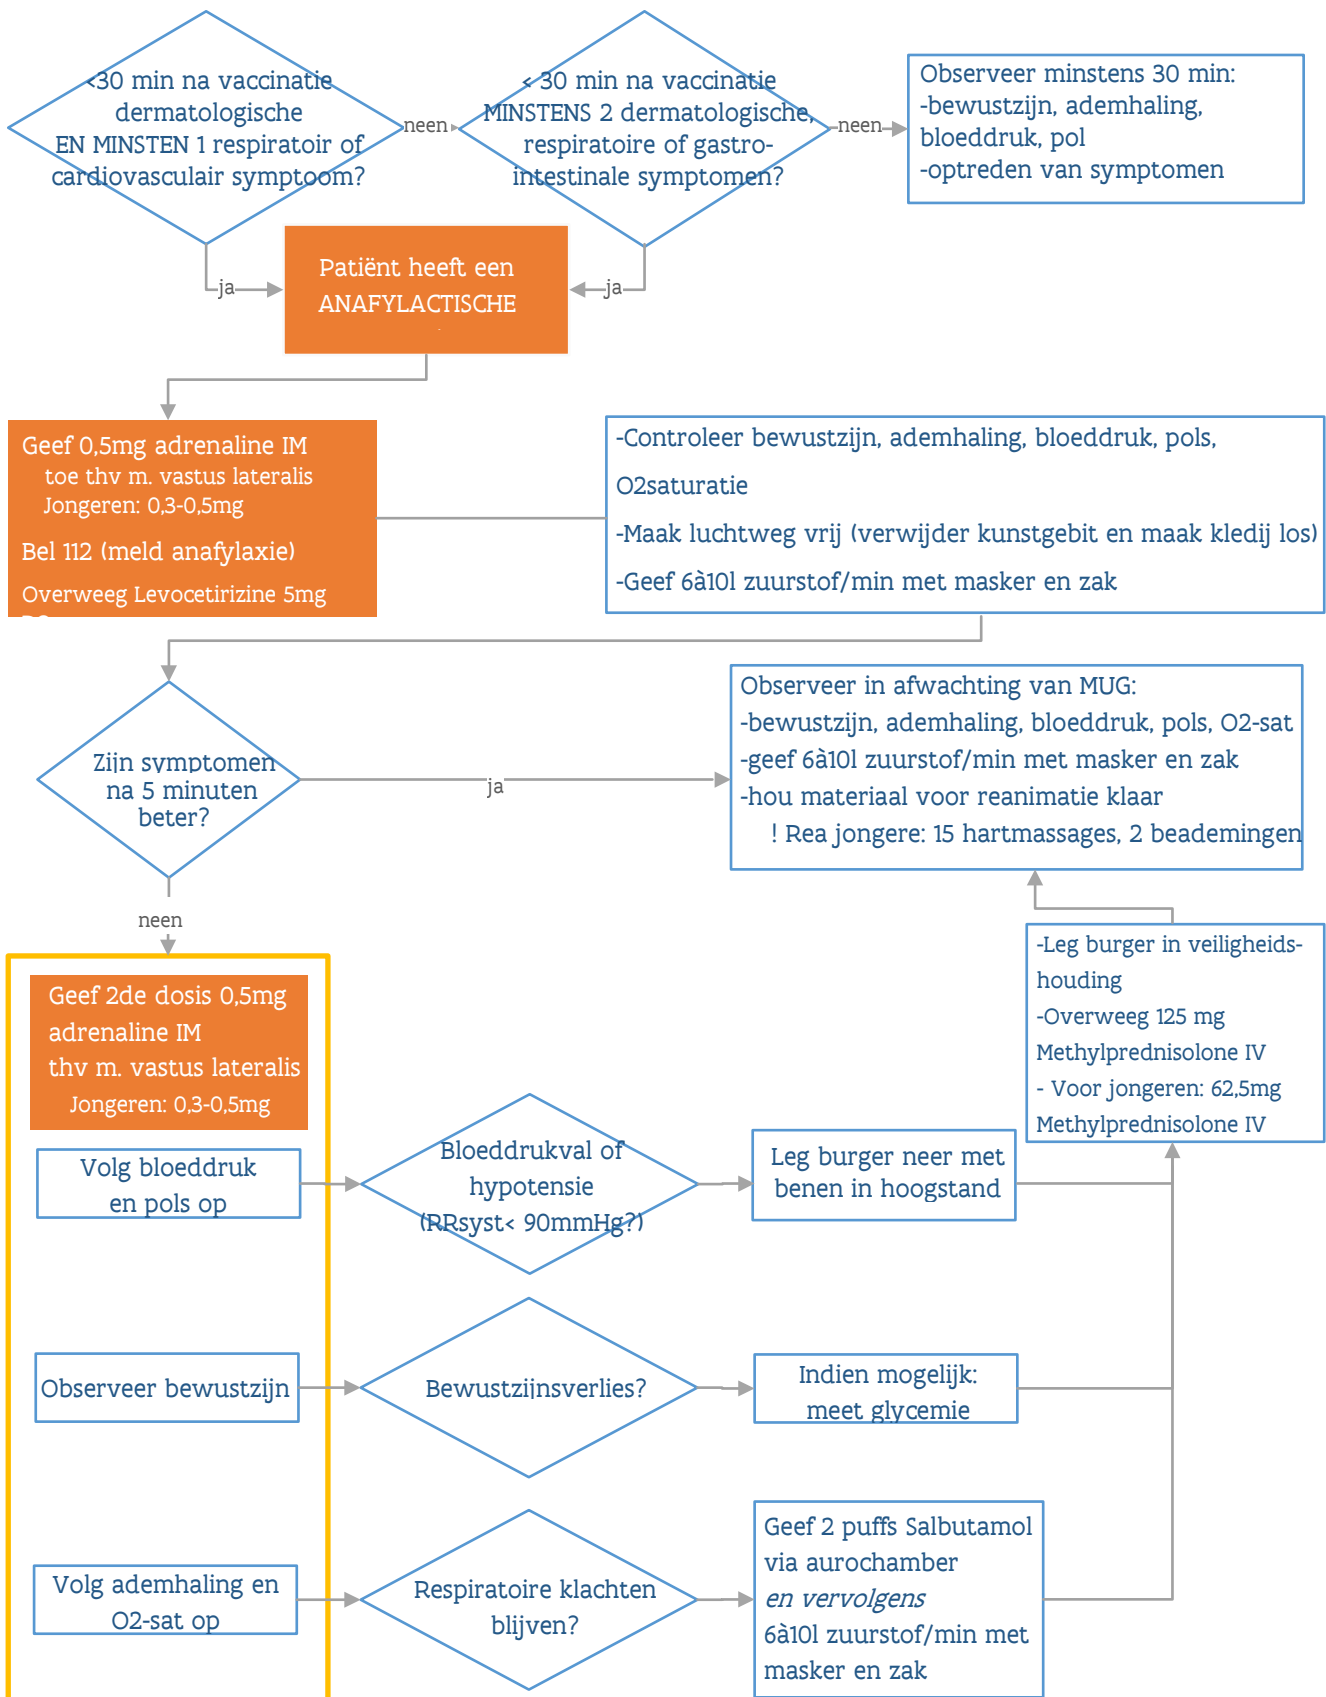 <30 min na vaccinatie
dermatologische
EN MINSTEN 1 respiratoir of
cardiovasculair symptoom?
neen
< 30 min na vaccinatie
MINSTENS 2 dermatologische,
respiratoire of gastro-
intestinale symptomen?
neen
Observeer minstens 30 min:
-bewustzijn, ademhaling,
bloeddruk, pol
-optreden van symptomen
ja
Patiënt heeft een
ANAFYLACTISCHE
ja
Geef 0,5mg adrenaline IM
toe thv m. vastus lateralis
Jongeren: 0,3-0,5mg
Bel 112 (meld anafylaxie)
Overweeg Levocetirizine 5mg
-Controleer bewustzijn, ademhaling, bloeddruk, pols,
O2saturatie
-Maak luchtweg vrij (verwijder kunstgebit en maak kledij los)
-Geef 6à10l zuurstof/min met masker en zak
Zijn symptomen
na 5 minuten
beter?
ja
Observeer in afwachting van MUG:
-bewustzijn, ademhaling, bloeddruk, pols, O2-sat
-geef 6à10l zuurstof/min met masker en zak
-hou materiaal voor reanimatie klaar
! Rea jongere: 15 hartmassages, 2 beademingen
neen
Geef 2de dosis 0,5mg
adrenaline IM
thv m. vastus lateralis
Jongeren: 0,3-0,5mg
-Leg burger in veiligheids-
houding
-Overweeg 125 mg
Methylprednisolone IV
- Voor jongeren: 62,5mg
Methylprednisolone IV
Volg bloeddruk
en pols op
Bloeddrukval of
hypotensie
(RRsyst< 90mmHg?)
Leg burger neer met
benen in hoogstand
Observeer bewustzijn
Bewustzijnsverlies?
Indien mogelijk:
meet glycemie
Volg ademhaling en
O2-sat op
Respiratoire klachten
blijven?
Geef 2 puffs Salbutamol
via aurochamber
en vervolgens
6à10l zuurstof/min met
masker en zak